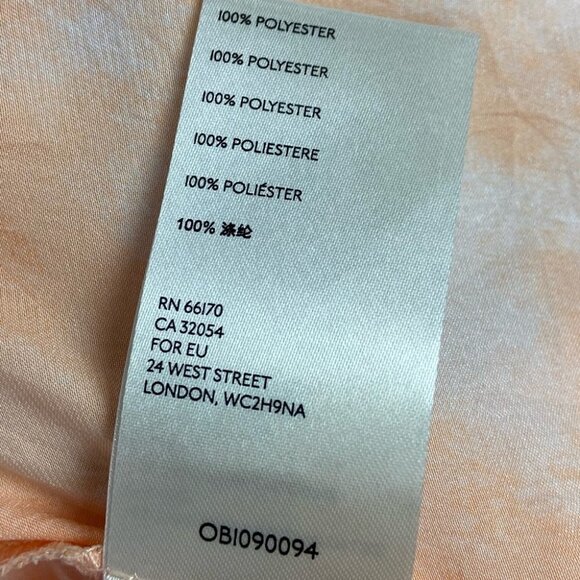 100% POLYESTER
100% POLYESTER
100% POLYESTER
100% POLIESTERE
100% POLIÉSTER
100% 涤纶
RN 66170
CA 32054
FOR EU
24 WEST STREET
LONDON, WC2H9NA
OB1090094